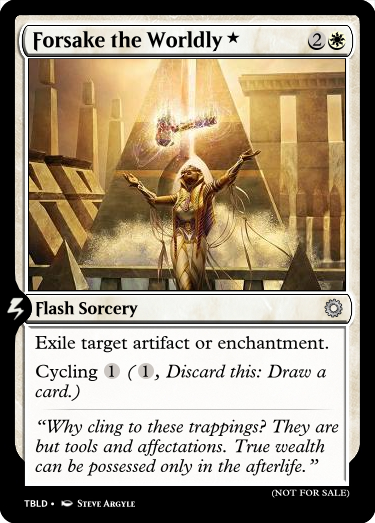 Forsake the Worldly ★ 2
Flash Sorcery
Exile target artifact or enchantment.
Cycling 1 (1, Discard this: Draw a
card.)
“Why cling to these trappings? They are
but tools and affectations. True wealth
can be possessed only in the afterlife.”
(NOT FOR SALE)
TBLD • Steve Argyle